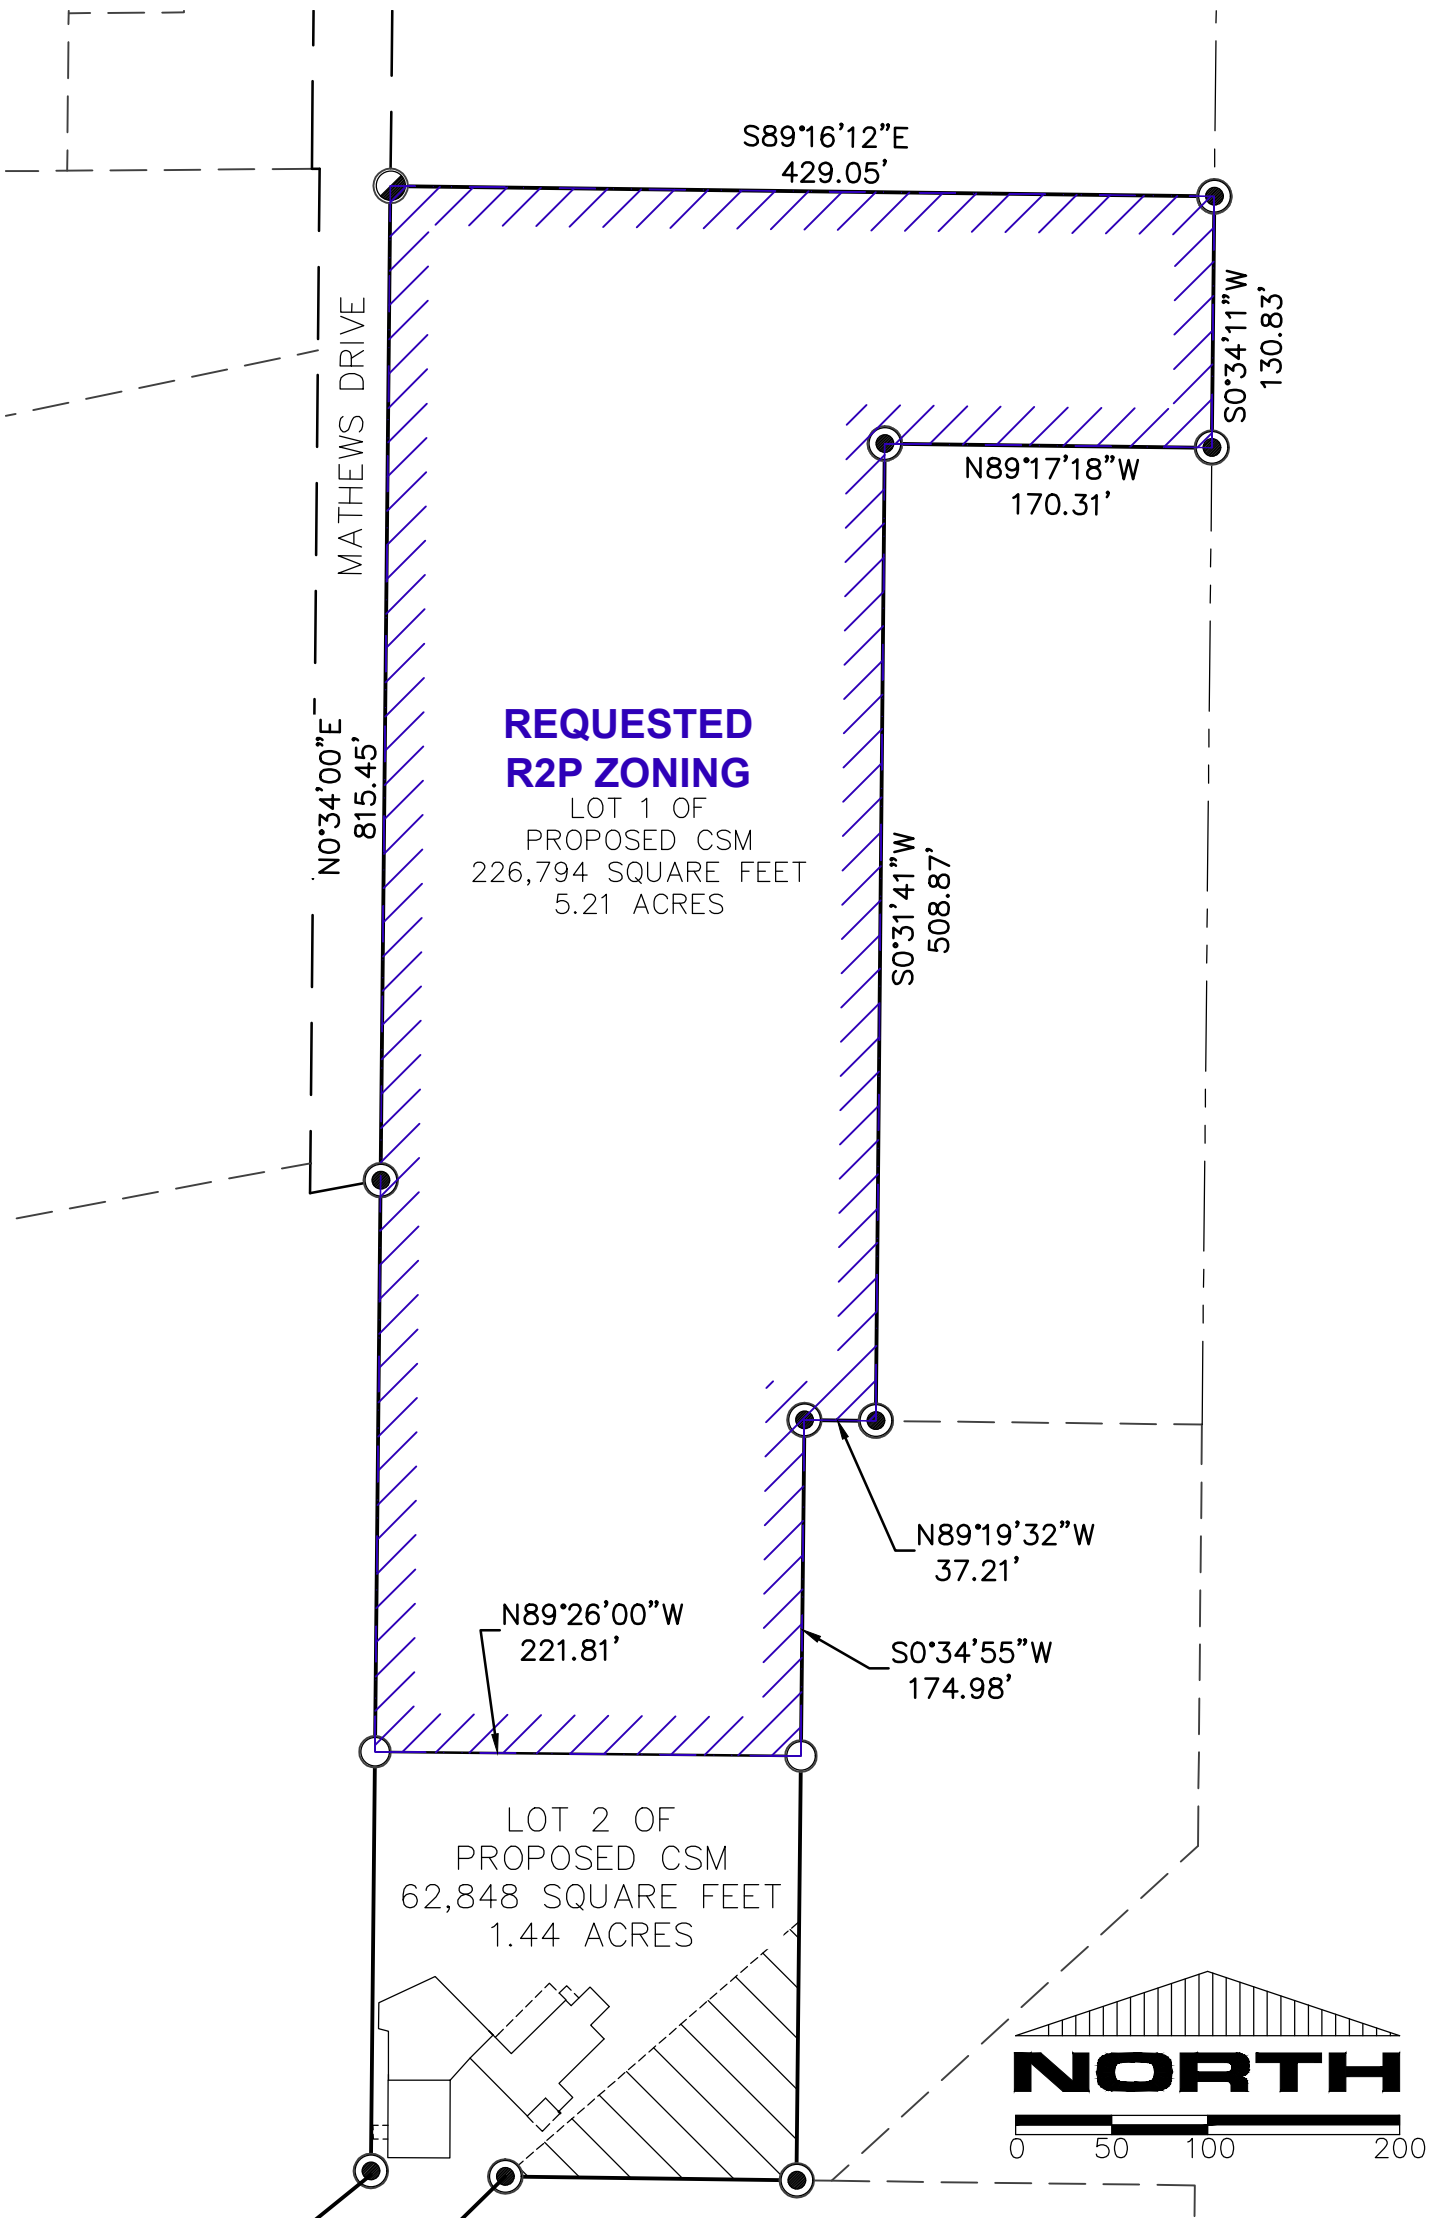 S89°16'12"E
429.05'
S0°34'11"W
130.83'
MATHEWS DRIVE
N89°17'18"W
170.31'
N0°34'00"E
815.45'
REQUESTED
R2P ZONING
LOT 1 OF
PROPOSED CSM
226,794 SQUARE FEET
5.21 ACRES
S0°31'41"W
508.87'
N89°19'32"W
37.21'
N89°26'00"W
221.81'
S0°34'55"W
174.98'
LOT 2 OF
PROPOSED CSM
62,848 SQUARE FEET
1.44 ACRES
NORTH
0 50 100 200